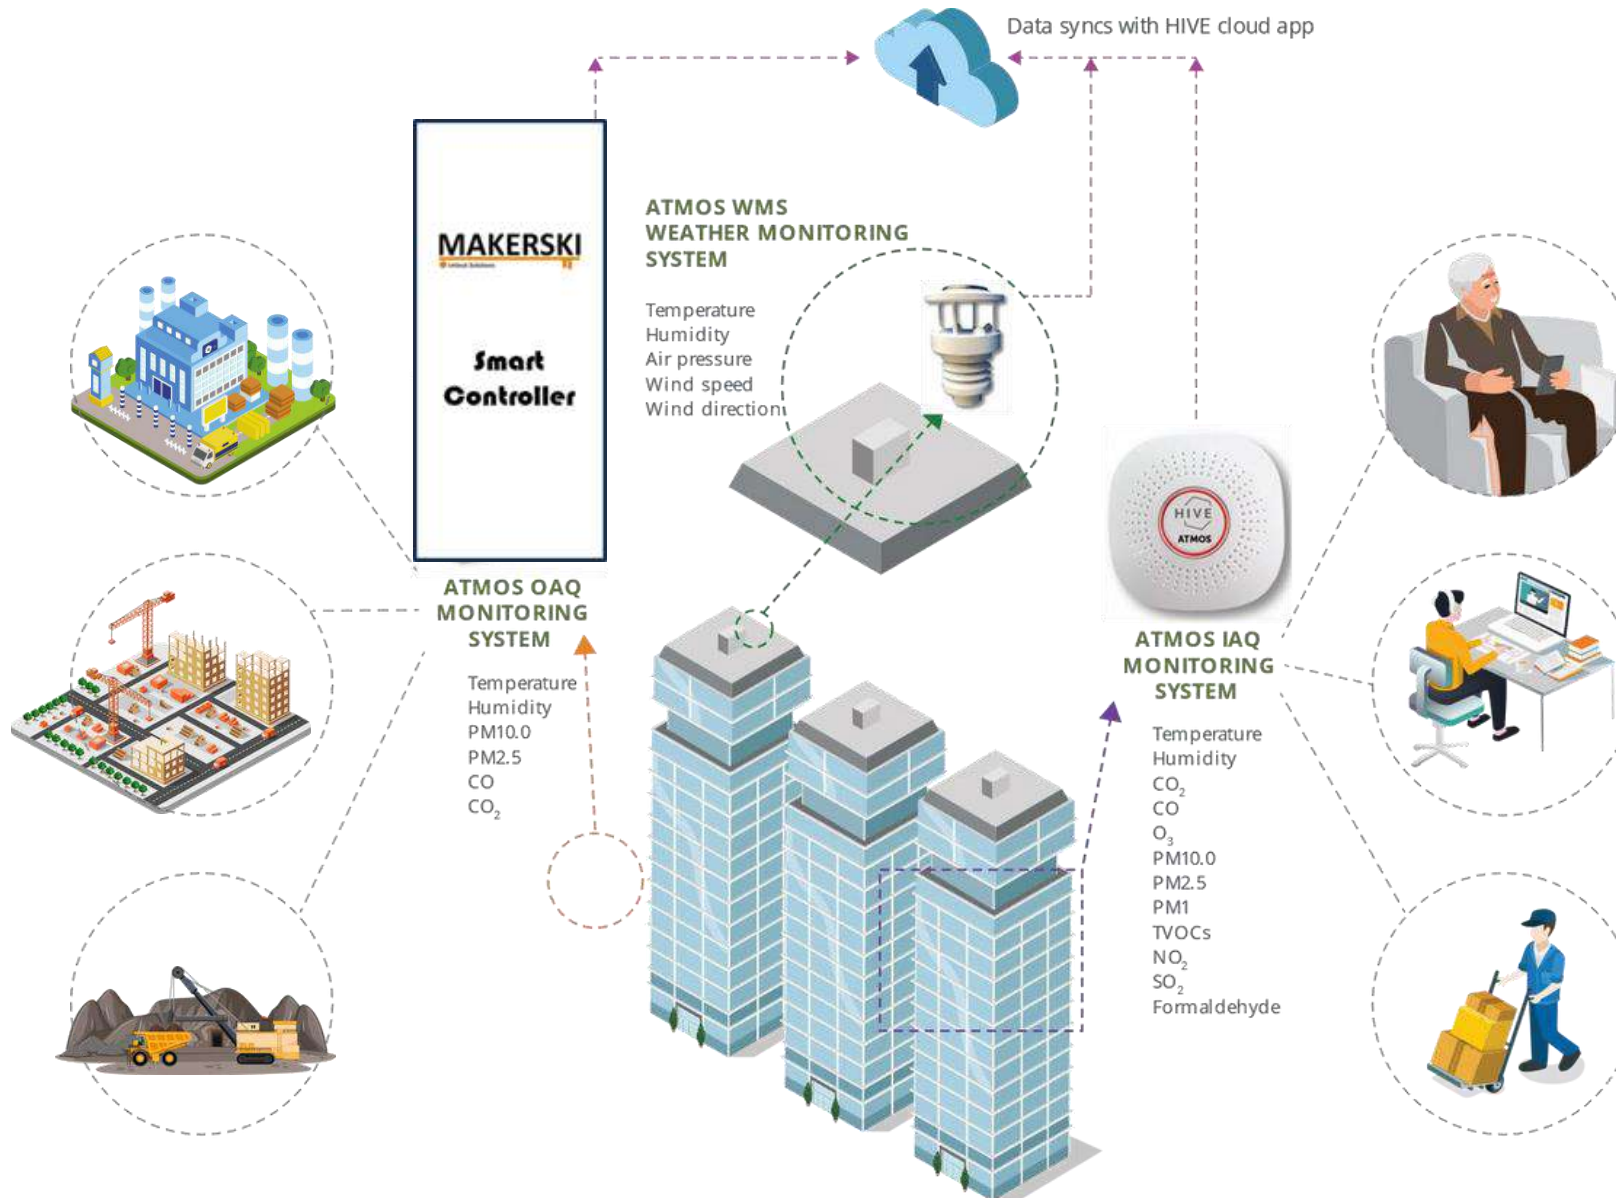 Data syncs with HIVE cloud app
MAKERSKI
Smart
Controller
ATMOS WMS
WEATHER MONITORING
SYSTEM
Temperature
Humidity
Air pressure
Wind speed
Wind direction
HIVE
ATMOS
ATMOS OAQ
MONITORING
SYSTEM
Temperature
Humidity
PM10.0
PM2.5
CO
CO₂
ATMOS IAQ
MONITORING
SYSTEM
Temperature
Humidity
CO₂
CO
O₃
PM10.0
PM2.5
PM1
TVOCs
NO₂
SO₂
Formaldehyde